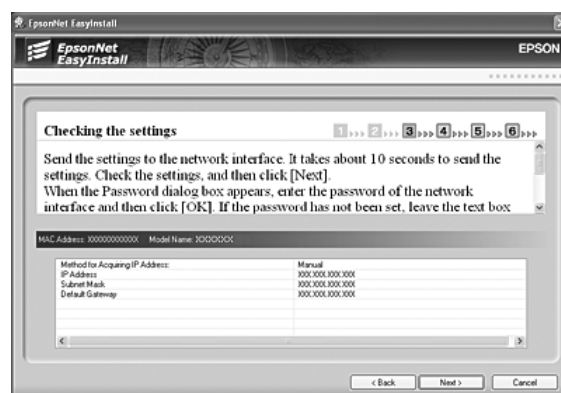 EpsonNet EasyInstall
EpsonNet
EasyInstall
EPSON
Checking the settings
1 2 3 4 5 6
Send the settings to the network interface. It takes about 10 seconds to send the
settings. Check the settings, and then click [Next].
When the Password dialog box appears, enter the password of the network
interface and then click [OK]. If the password has not been set, leave the text box
MAC Address: XXXXXXXXXXXX Model Name: XXXXXXX
Method for Acquiring IP Address: Manual
IP Address XXX.XXX.XXX.XXX
Subnet Mask XXX.XXX.XXX.XXX
Default Gateway XXX.XXX.XXX.XXX
< Back Next > Cancel